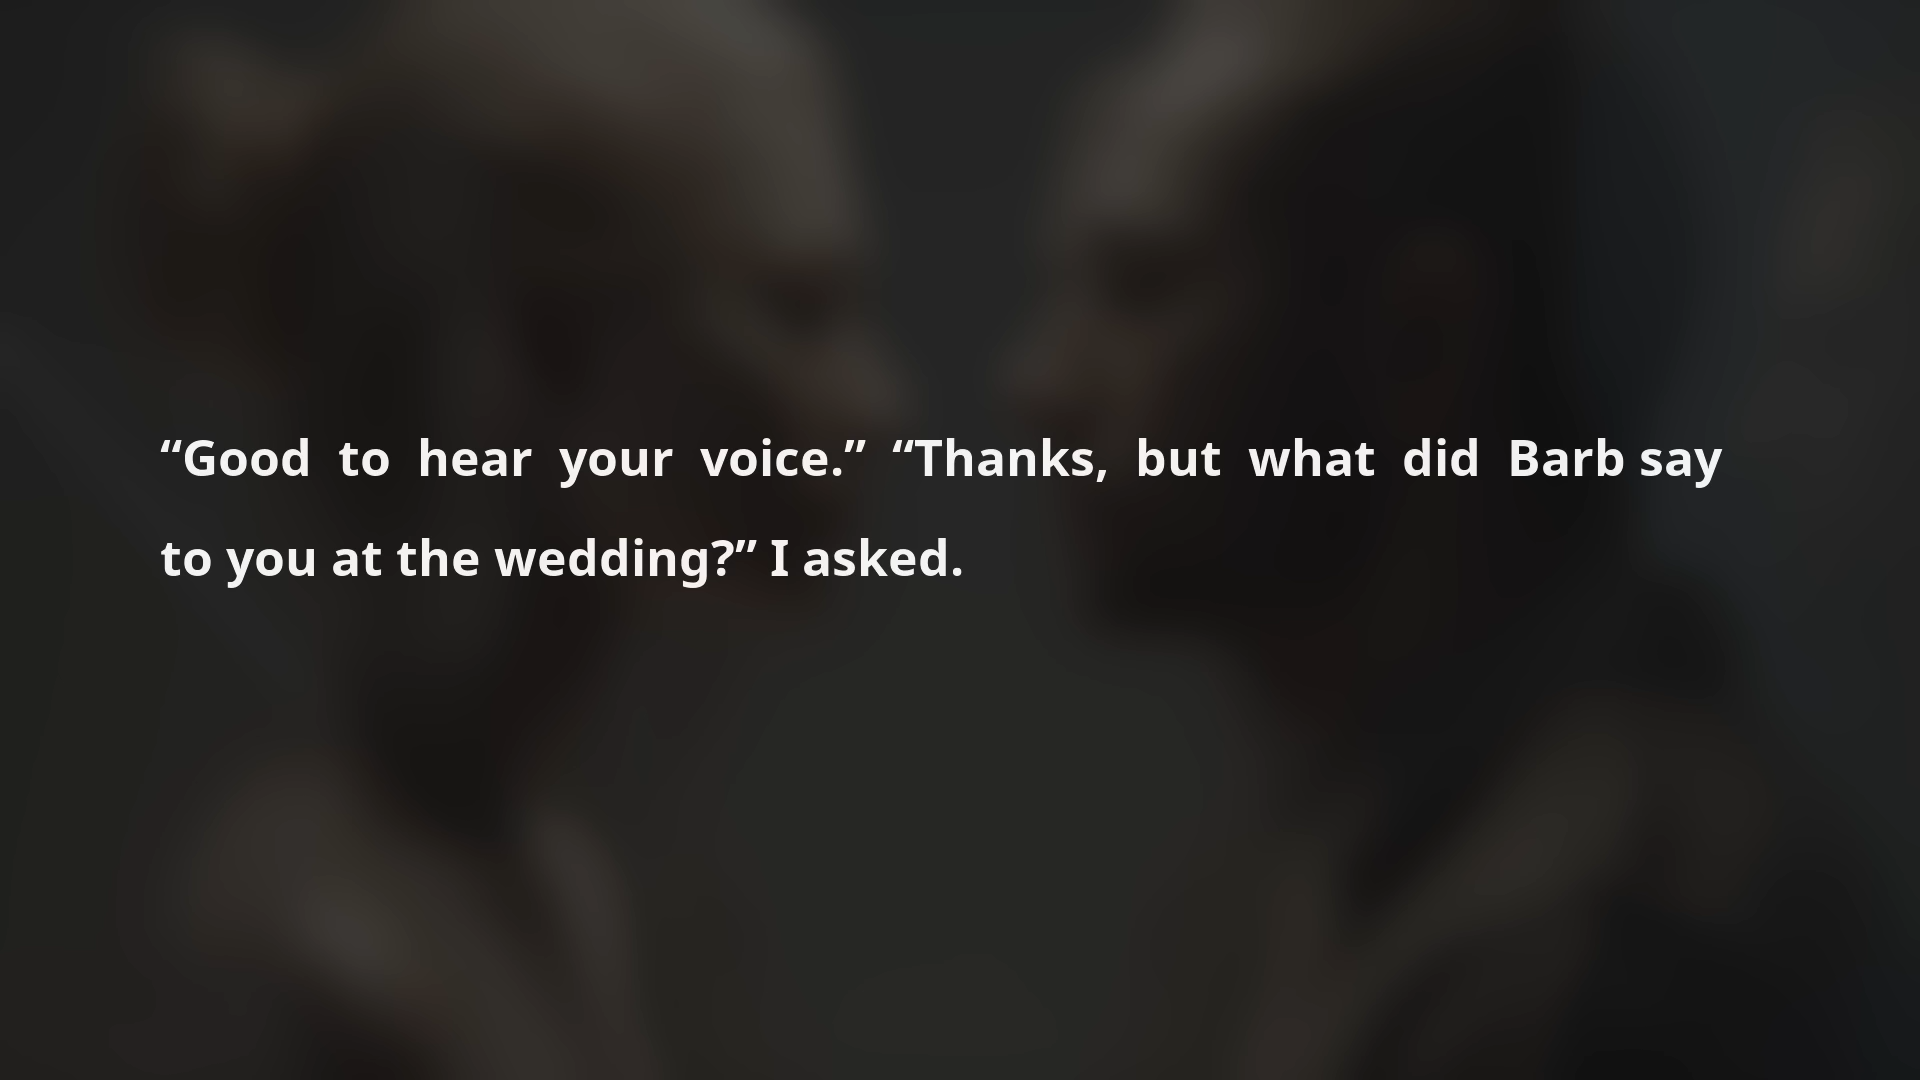 “Good to hear your voice.” “Thanks, but what did Barb say
to you at the wedding?” I asked.